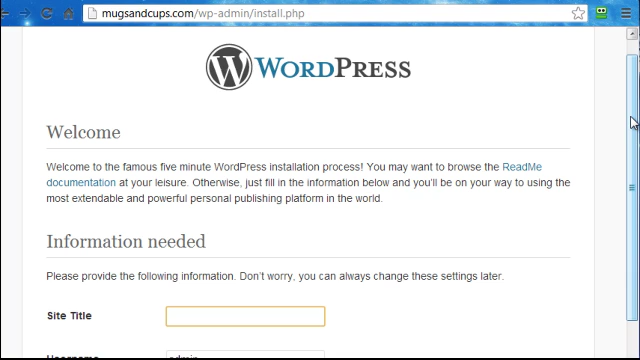 mugsandcups.com/wp-admin/install.php
WORDPRESS
Welcome
Welcome to the famous five minute WordPress installation process! You may want to browse the ReadMe
documentation at your leisure. Otherwise, just fill in the information below and you'll be on your way to using the
most extendable and powerful personal publishing platform in the world.
Information needed
Please provide the following information. Don't worry, you can always change these settings later.
Site Title
Username admin